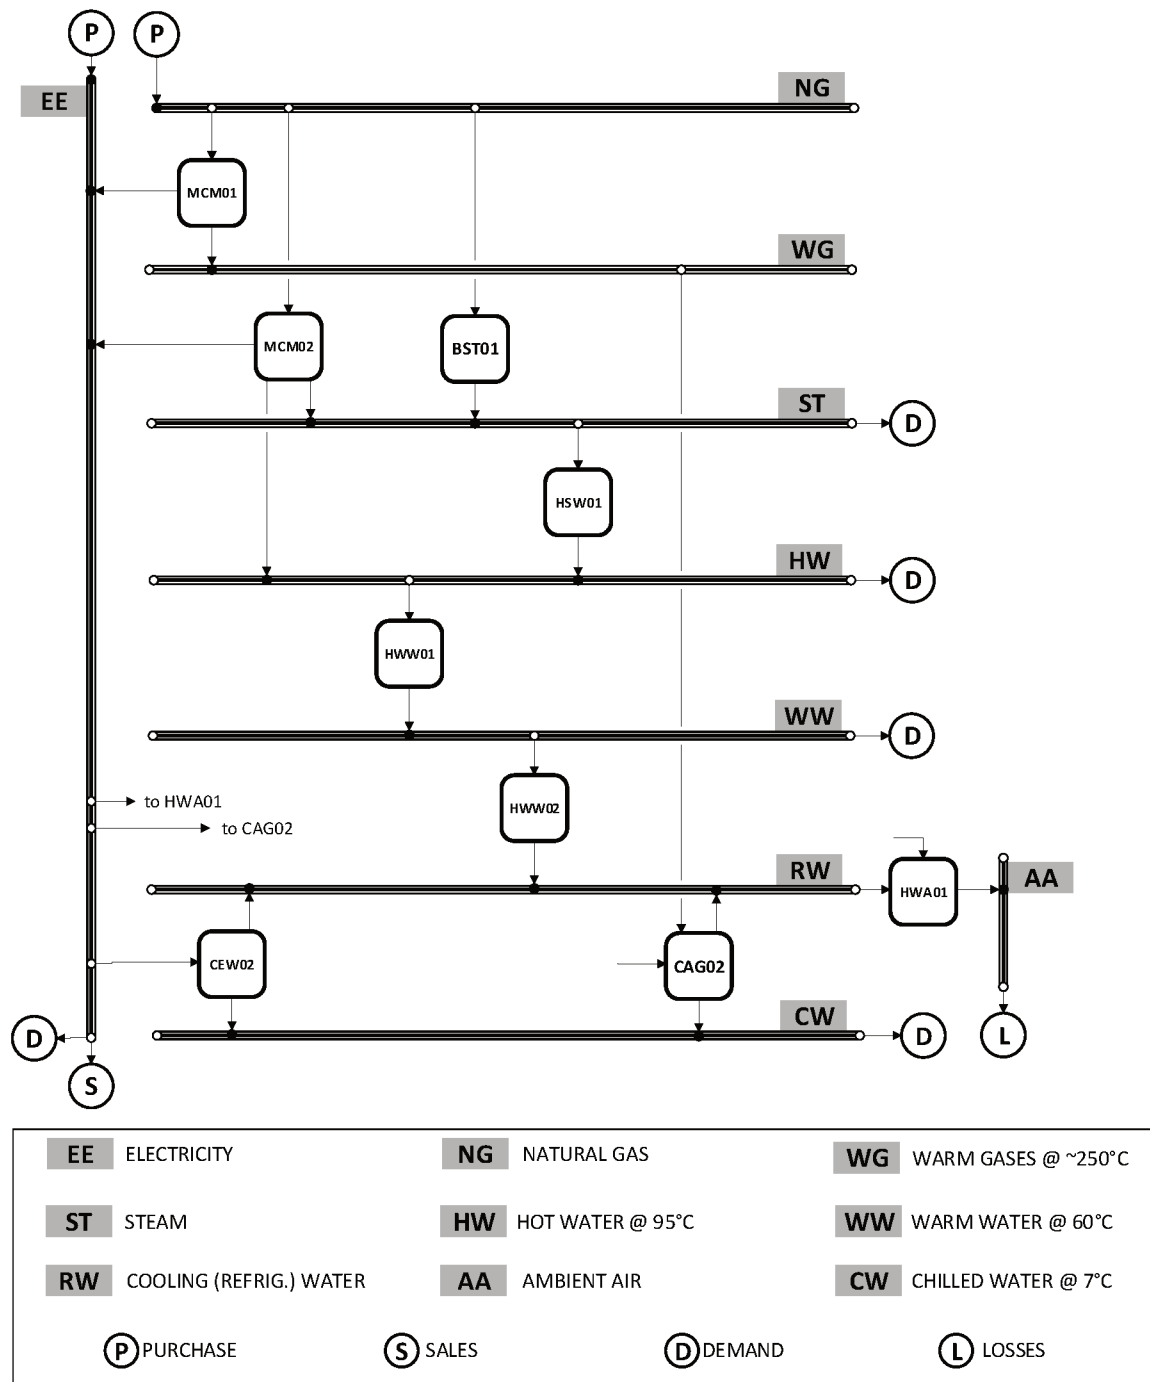 P P
EE
NG
MCM01
WG
MCM02
BST01
ST
D
HSW01
HW
D
HWW01
WW
D
to HWA01
to CAG02
HWW02
RW
HWA01
AA
CEW02
CAG02
CW
D
D
L
S
EE ELECTRICITY
NG NATURAL GAS
WG WARM GASES @ ~250°C
ST STEAM
HW HOT WATER @ 95°C
WW WARM WATER @ 60°C
RW COOLING (REFRIG.) WATER
AA AMBIENT AIR
CW CHILLED WATER @ 7°C
P PURCHASE
S SALES
D DEMAND
L LOSSES